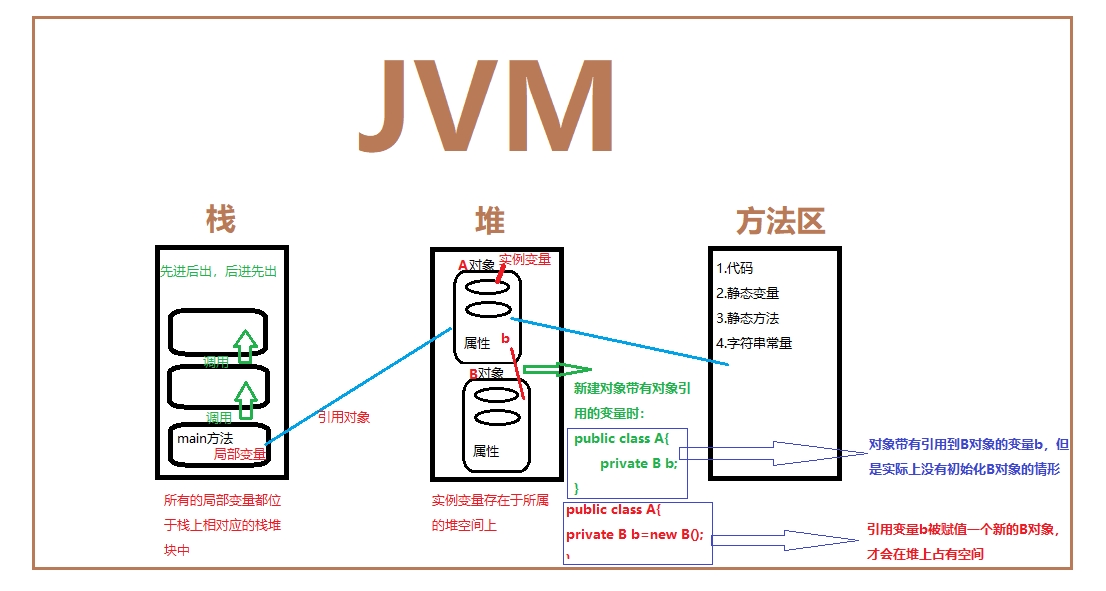 JVM
栈
堆
方法区
先进后出，后进先出
调用
调用
main方法
局部变量
所有的局部变量都位
于栈上相对应的栈堆
块中
引用对象
A对象
实例变量
属性
b
B对象
属性
实例变量存在于所属
的堆空间上
1.代码
2.静态变量
3.静态方法
4.字符串常量
新建对象带有对象引
用的变量时：
public class A{
private B b;
}
public class A{
private B b=new B();
}
对象带有引用到B对象的变量b，但
是实际上没有初始化B对象的情形
引用变量b被赋值一个新的B对象，
才会在堆上占有空间